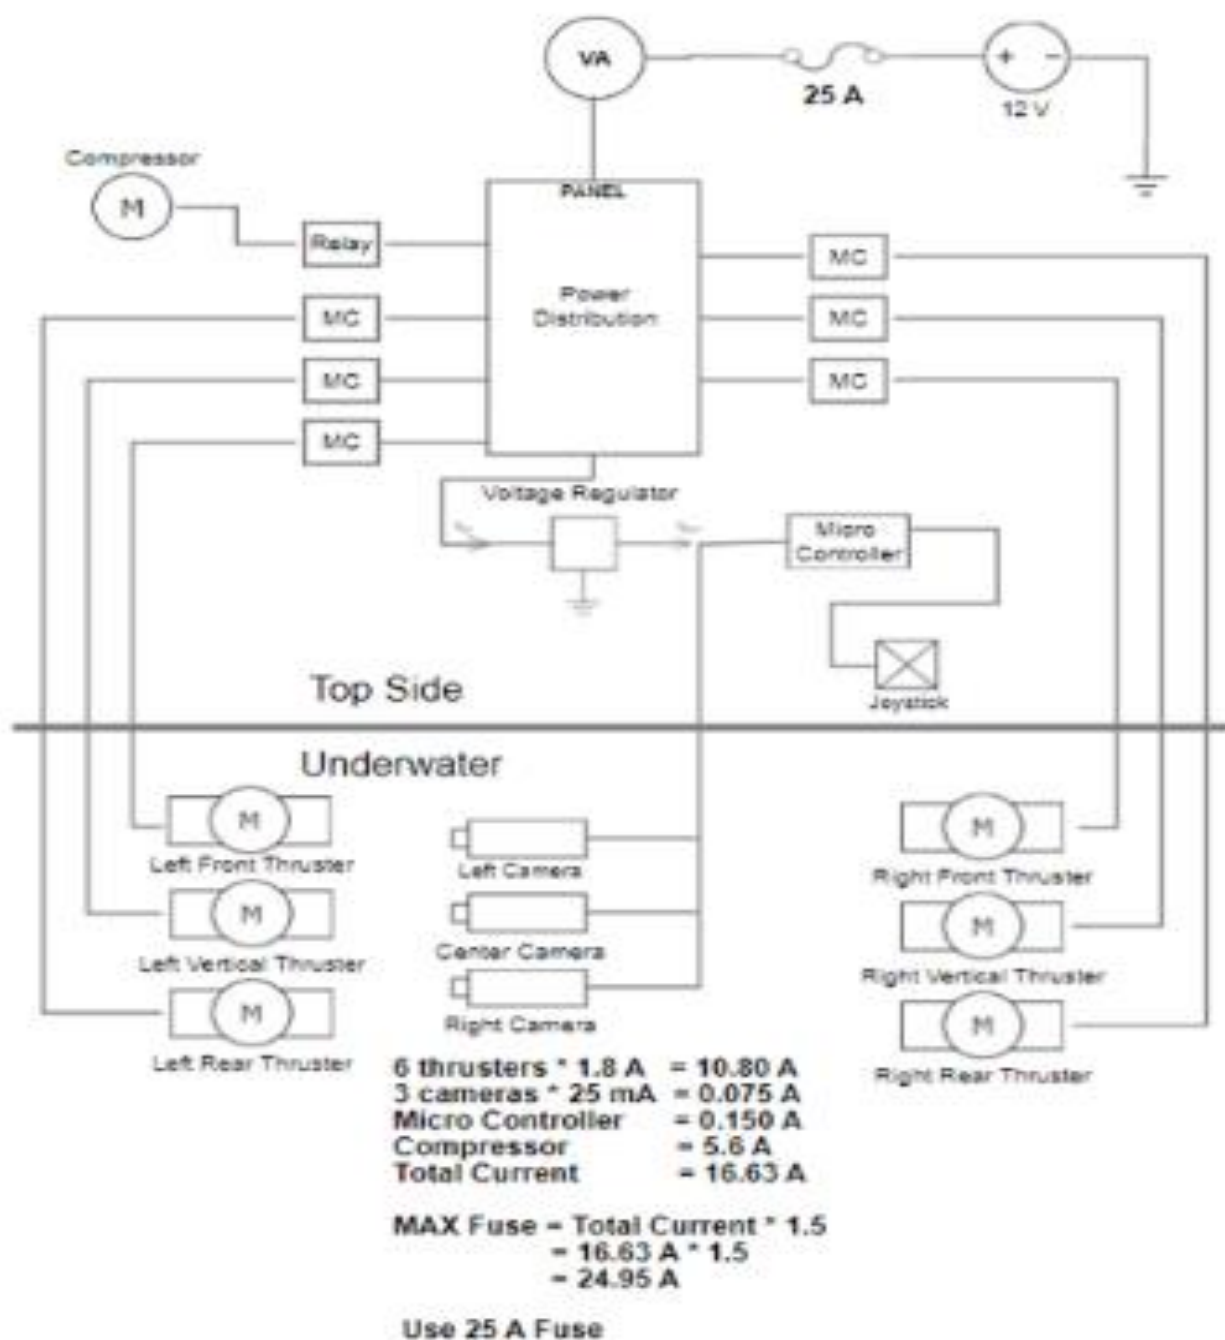 VA
25 A
+ -
12 V
Compressor
M
PANEL
Relay
MC
MC
MC
MC
MC
MC
Power
Distribution
Voltage Regulator
Micro
Controller
Joystick
Top Side
Underwater
M
Left Front Thruster
M
Left Vertical Thruster
M
Left Rear Thruster
Left Camera
Center Camera
Right Camera
M
Right Front Thruster
M
Right Vertical Thruster
M
Right Rear Thruster
6 thrusters * 1.8 A = 10.80 A
3 cameras * 25 mA = 0.075 A
Micro Controller = 0.150 A
Compressor = 5.6 A
Total Current = 16.63 A
MAX Fuse = Total Current * 1.5
= 16.63 A * 1.5
= 24.95 A
Use 25 A Fuse